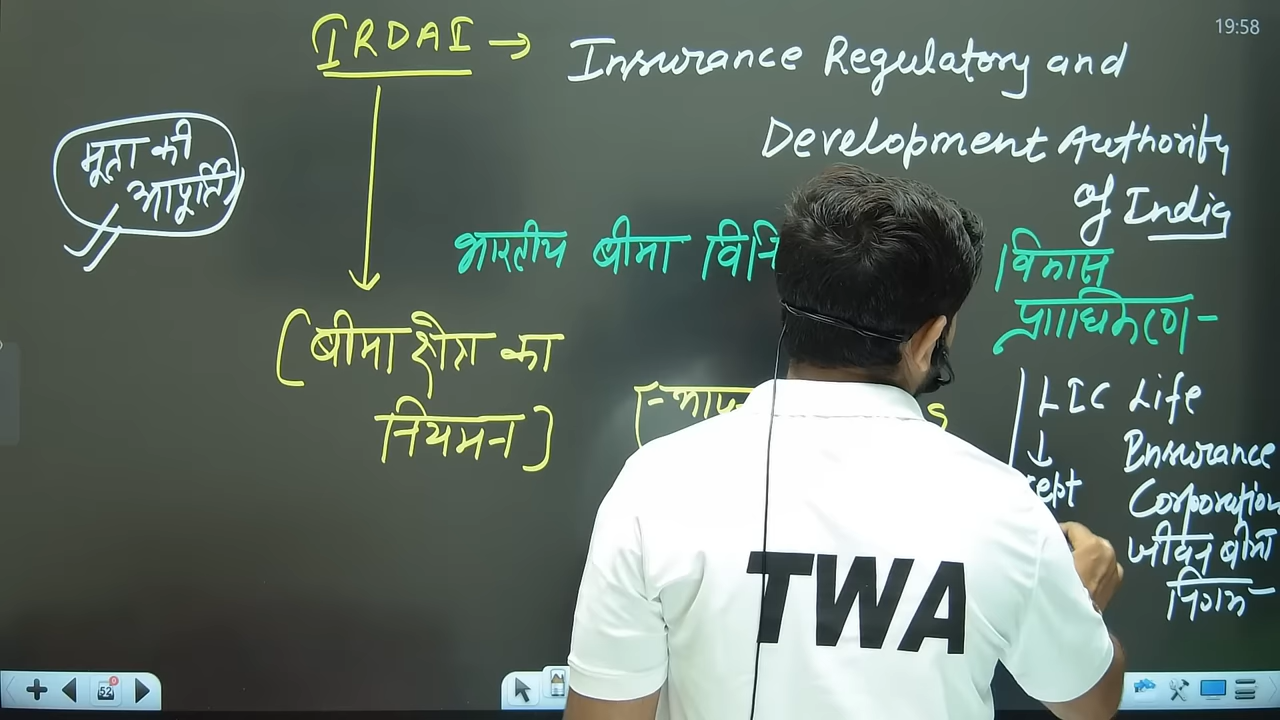 19:58
IRDAI → Insurance Regulatory and
Development Authority
of India
मूल्य की
आपूर्ति
भारतीय बीमा विनि
विकास
प्राधिकरण-
(बीमा क्षेत्र का
नियमन)
LIC Life
↓ Insurance
sept Corporation
जीवन बीमा
निगम-
TWA
52